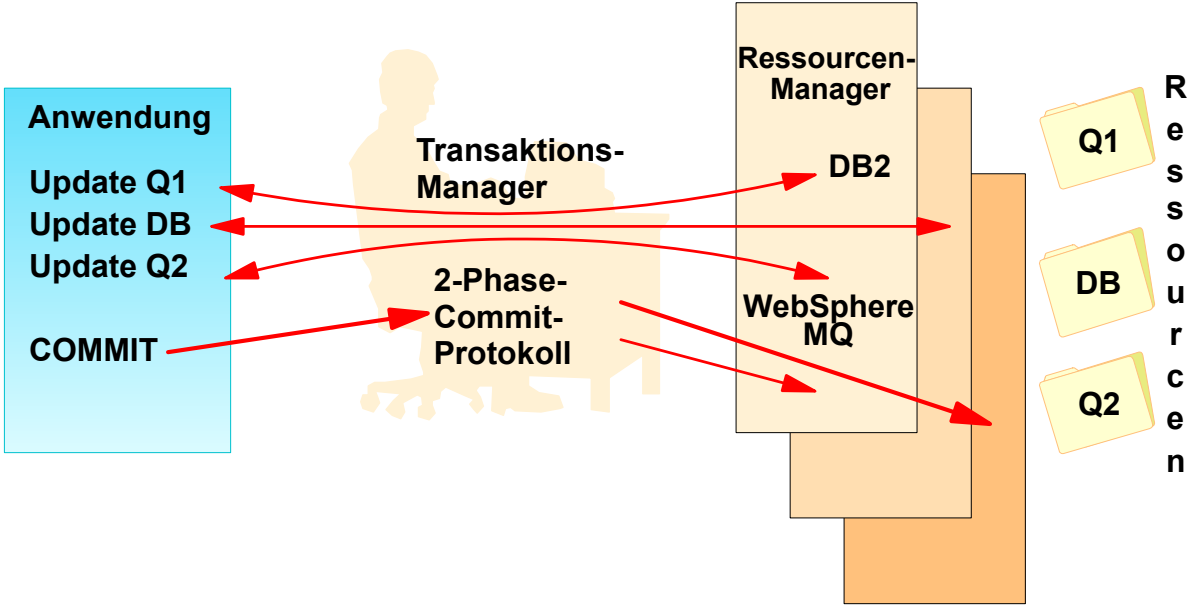 Anwendung
Update Q1
Update DB
Update Q2
COMMIT
Transaktions-
Manager
2-Phase-
Commit-
Protokoll
Ressourcen-
Manager
DB2
WebSphere
MQ
Q1
DB
Q2
Ressourcen